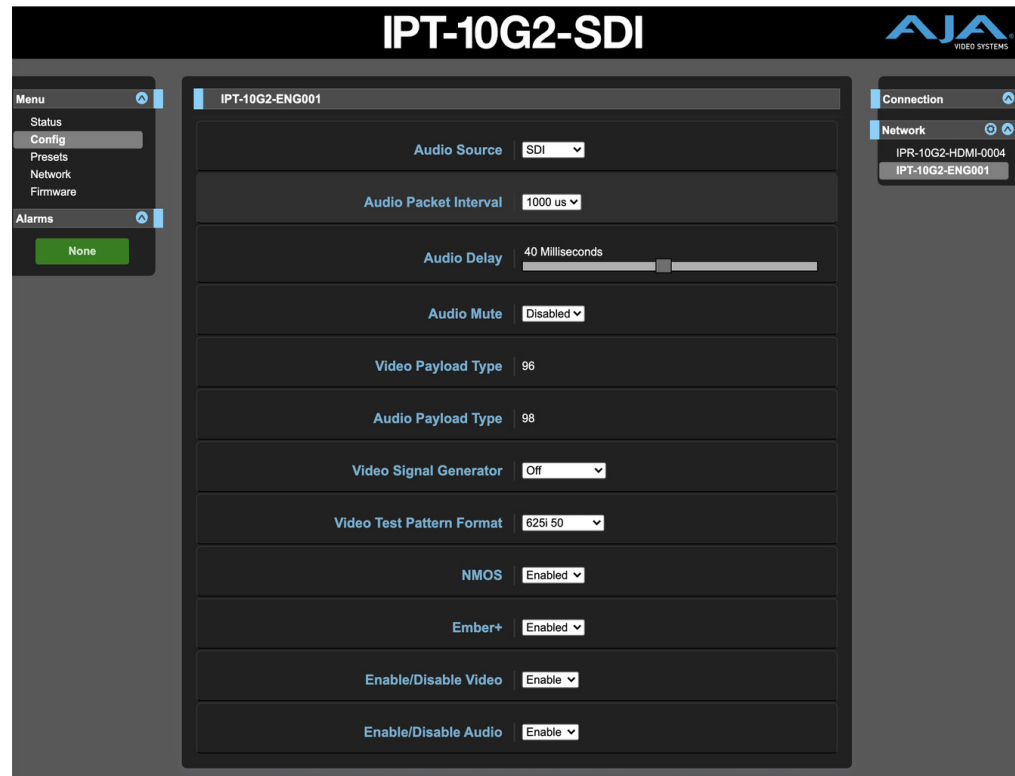 IPT-10G2-SDI
AJA
VIDEO SYSTEMS
Menu
Status
Config
Presets
Network
Firmware
Alarms
None
IPT-10G2-ENG001
Audio Source SDI
Audio Packet Interval 1000 us
Audio Delay 40 Milliseconds
Audio Mute Disabled
Video Payload Type 96
Audio Payload Type 98
Video Signal Generator Off
Video Test Pattern Format 625i 50
NMOS Enabled
Ember+ Enabled
Enable/Disable Video Enable
Enable/Disable Audio Enable
Connection
Network
IPR-10G2-HDMI-0004
IPT-10G2-ENG001